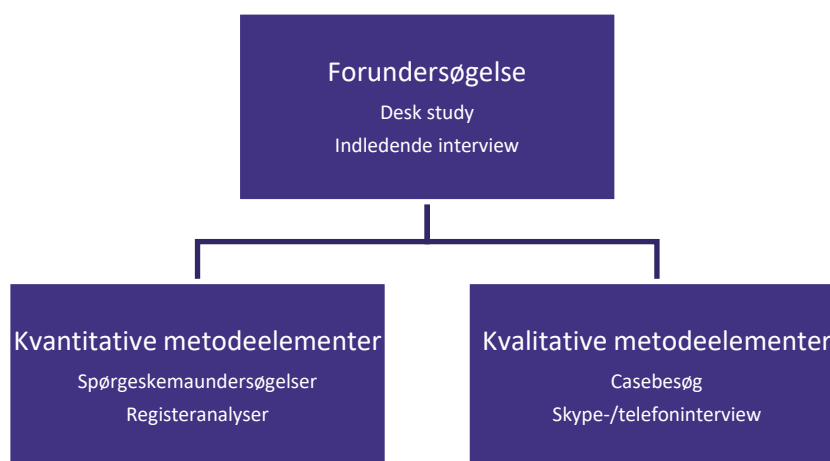 Forundersøgelse
Desk study
Indledende interview
Kvantitative metodeelementer
Spørgeskemaundersøgelser
Registeranalyser
Kvalitative metodeelementer
Casebesøg
Skype-/telefoninterview